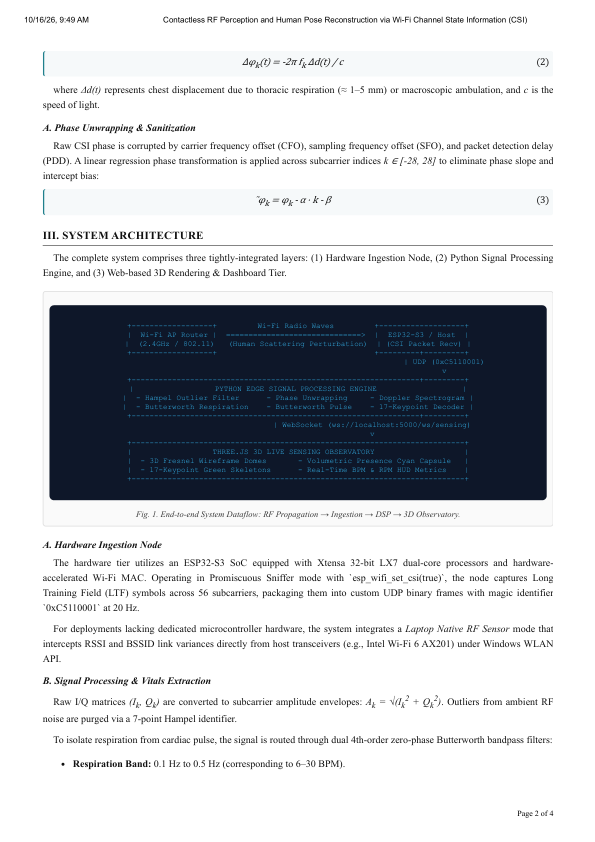 10/16/26, 9:49 AM Contactless RF Perception and Human Pose Reconstruction via Wi-Fi Channel State Information (CSI)
Δφk(t) = -2π fk Δd(t) / c (2)
where Δd(t) represents chest displacement due to thoracic respiration (≈ 1–5 mm) or macroscopic ambulation, and c is the
speed of light.
A. Phase Unwrapping & Sanitization
Raw CSI phase is corrupted by carrier frequency offset (CFO), sampling frequency offset (SFO), and packet detection delay
(PDD). A linear regression phase transformation is applied across subcarrier indices k ∈ [-28, 28] to eliminate phase slope and
intercept bias:
˜φk = φk - α · k - β (3)
III. SYSTEM ARCHITECTURE
The complete system comprises three tightly-integrated layers: (1) Hardware Ingestion Node, (2) Python Signal Processing
Engine, and (3) Web-based 3D Rendering & Dashboard Tier.
+------------------+ Wi-Fi Radio Waves +-------------------+
| Wi-Fi AP Router | =============================> | ESP32-S3 / Host |
| (2.4GHz / 802.11) (Human Scattering Perturbation) | (CSI Packet Recv) |
+------------------+ +---------+---------+
| UDP (0xC5110001)
v
+--------------------------------------------------------------+---------+
| PYTHON EDGE SIGNAL PROCESSING ENGINE |
| - Hampel Outlier Filter - Phase Unwrapping - Doppler Spectrogram |
| - Butterworth Respiration - Butterworth Pulse - 17-Keypoint Decoder |
+--------------------------------------------------------------+---------+
| WebSocket (ws://localhost:5000/ws/sensing)
v
+------------------------------------------------------------------------+
| THREE.JS 3D LIVE SENSING OBSERVATORY |
| - 3D Fresnel Wireframe Domes - Volumetric Presence Cyan Capsule |
| - 17-Keypoint Green Skeletons - Real-Time BPM & RPM HUD Metrics |
+------------------------------------------------------------------------+
Fig. 1. End-to-end System Dataflow: RF Propagation → Ingestion → DSP → 3D Observatory.
A. Hardware Ingestion Node
The hardware tier utilizes an ESP32-S3 SoC equipped with Xtensa 32-bit LX7 dual-core processors and hardware-
accelerated Wi-Fi MAC. Operating in Promiscuous Sniffer mode with `esp_wifi_set_csi(true)`, the node captures Long
Training Field (LTF) symbols across 56 subcarriers, packaging them into custom UDP binary frames with magic identifier
`0xC5110001` at 20 Hz.
For deployments lacking dedicated microcontroller hardware, the system integrates a Laptop Native RF Sensor mode that
intercepts RSSI and BSSID link variances directly from host transceivers (e.g., Intel Wi-Fi 6 AX201) under Windows WLAN
API.
B. Signal Processing & Vitals Extraction
Raw I/Q matrices (Ik, Qk) are converted to subcarrier amplitude envelopes: Ak = √(Ik² + Qk²). Outliers from ambient RF
noise are purged via a 7-point Hampel identifier.
To isolate respiration from cardiac pulse, the signal is routed through dual 4th-order zero-phase Butterworth bandpass filters:
• Respiration Band: 0.1 Hz to 0.5 Hz (corresponding to 6–30 BPM).
Page 2 of 4